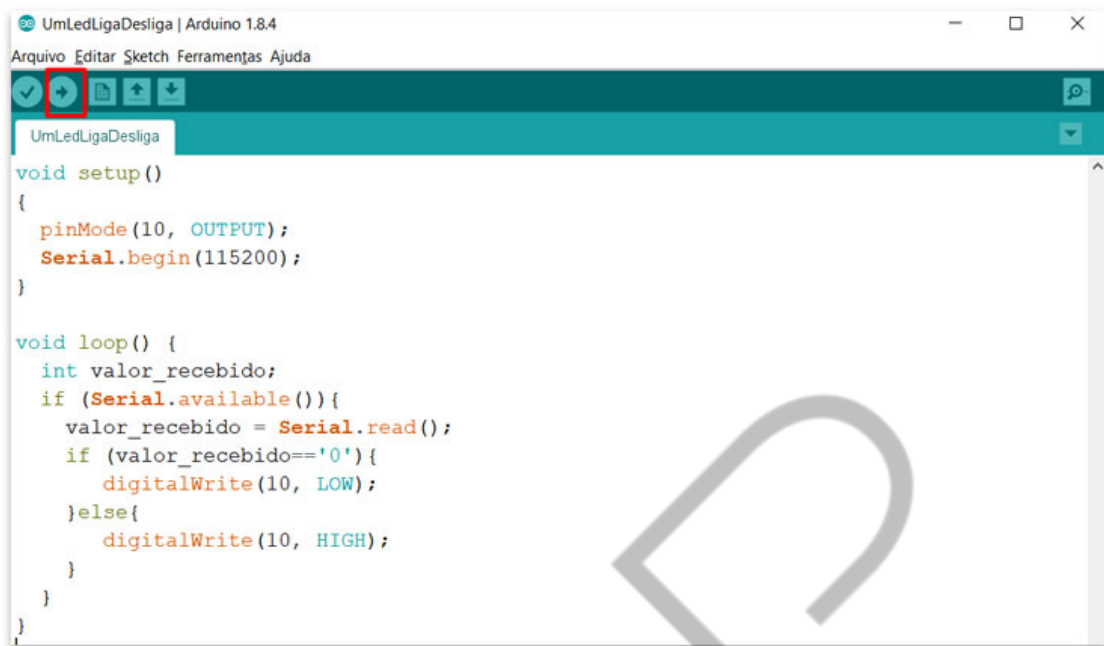 UmLedLigaDesliga | Arduino 1.8.4
Arquivo Editar Sketch Ferramentas Ajuda
UmLedLigaDesliga
void setup()
{
  pinMode(10, OUTPUT);
  Serial.begin(115200);
}

void loop() {
  int valor_recebido;
  if (Serial.available()){
    valor_recebido = Serial.read();
    if (valor_recebido=='0'){
       digitalWrite(10, LOW);
    }else{
       digitalWrite(10, HIGH);
    }
  }
}